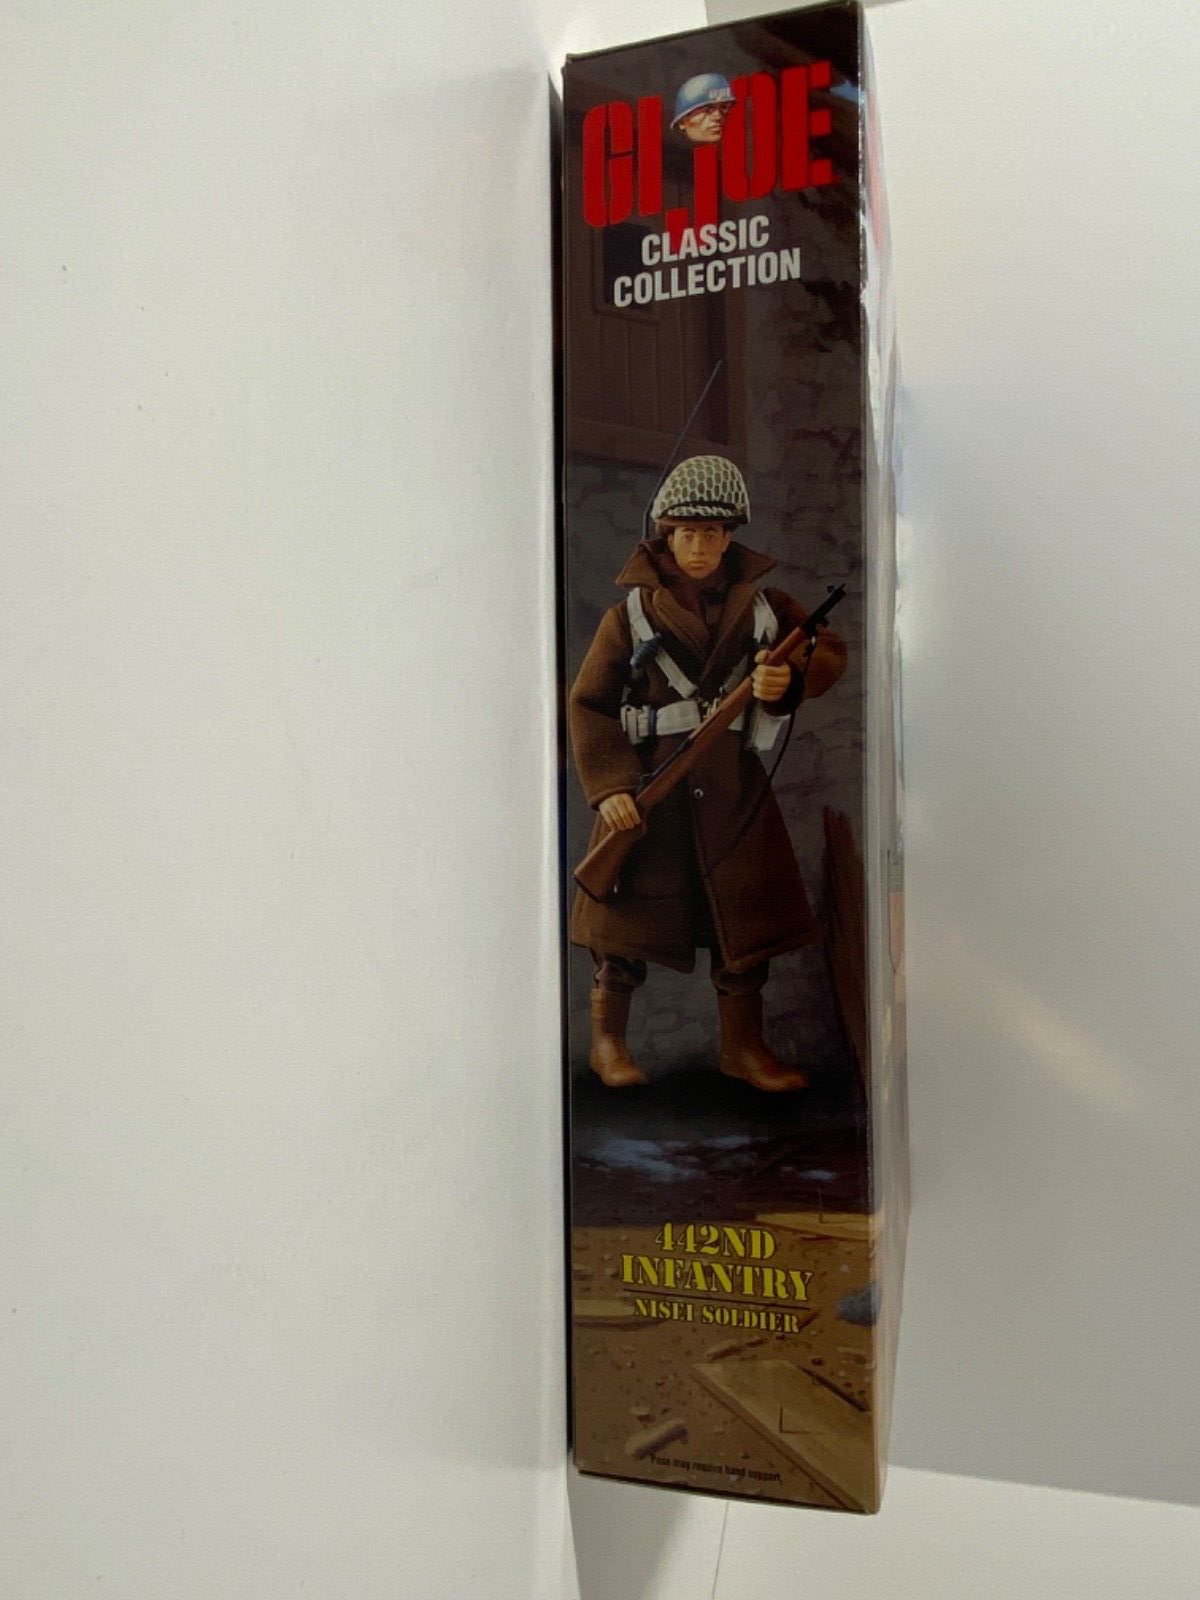 GI JOE
CLASSIC
COLLECTION
442ND
INFANTRY
NISEI SOLDIER
Pose may require hand support.